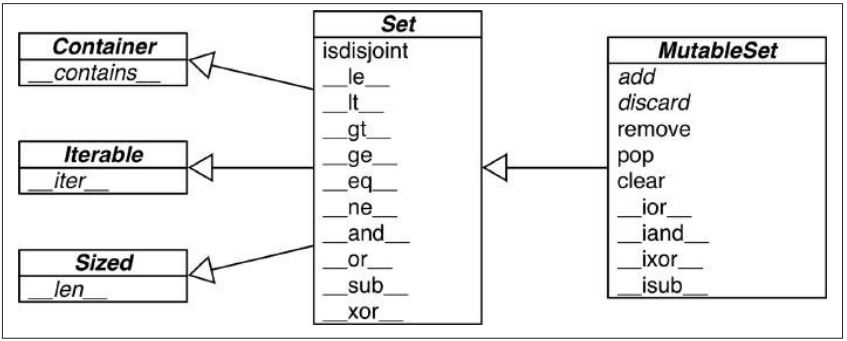 Container
__contains__
Iterable
__iter__
Sized
__len__
Set
isdisjoint
__le__
__lt__
__gt__
__ge__
__eq__
__ne__
__and__
__or__
__sub__
__xor__
MutableSet
add
discard
remove
pop
clear
__ior__
__iand__
__ixor__
__isub__